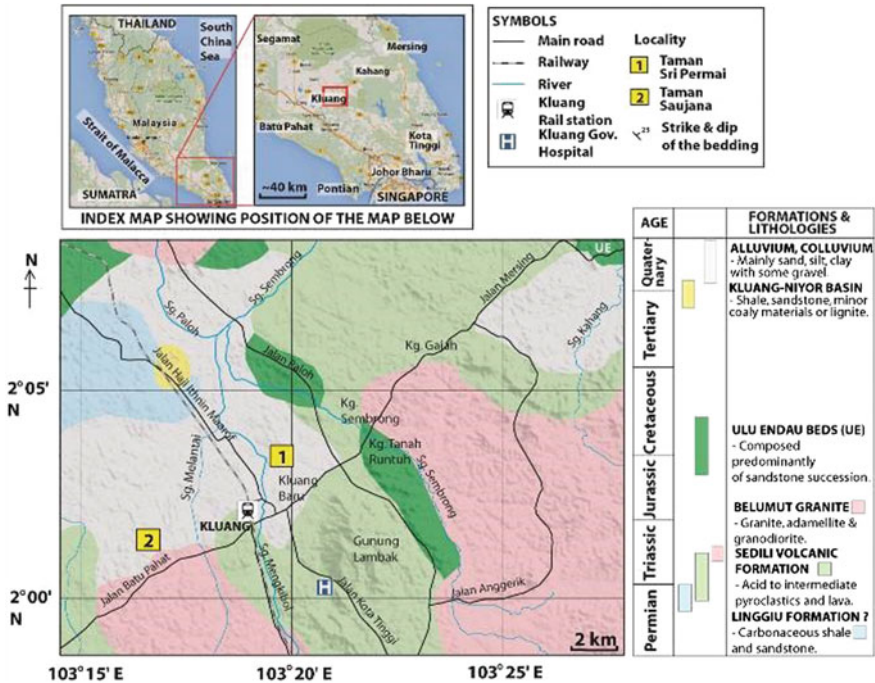 THAILAND
South
China
Sea
Malaysia
Strait of Malacca
SUMATRA
Segamat
Mersing
Kahang
Kluang
Batu Pahat
Kota
Tinggi
Johor Bharu
Pontian
SINGAPORE
~40 km
INDEX MAP SHOWING POSITION OF THE MAP BELOW
SYMBOLS
Main road
Railway
River
Kluang
Rail station
H Kluang Gov.
Hospital
Locality
1 Taman
Sri Permai
2 Taman
Saujana
23 Strike & dip
of the bedding
N
UE
Sg. Sembrong
Sg. Paloh
Jalan Mersing
Sg. Kahang
Kg. Gajah
Jalan Paloh
Jalan Haji Ithnin Maarof
2°05'
N
Kg.
Sembrong
Kg. Tanah
Runtuh
Sg. Sembrong
Sg. Melantai
1
Kluang
Baru
KLUANG
2
Gunung
Lambak
Jalan Batu Pahat
Sg. Mengkibol
H
Jalan Kota Tinggi
Jalan Anggerik
2°00'
N
2 km
103°15' E
103°20' E
103°25' E
AGE
FORMATIONS &
LITHOLOGIES
Quater-
nary
Tertiary
Cretaceous
Jurassic
Triassic
Permian
ALLUVIUM, COLLUVIUM
- Mainly sand, silt, clay
with some gravel.
KLUANG-NIYOR BASIN
- Shale, sandstone, minor
coaly materials or lignite.
ULU ENDAU BEDS (UE)
- Composed
predominantly
of sandstone succession.
BELUMUT GRANITE
- Granite, adamellite &
granodiorite.
SEDILI VOLCANIC
FORMATION
- Acid to intermediate
pyroclastics and lava.
LINGGIU FORMATION ?
- Carbonaceous shale
and sandstone.